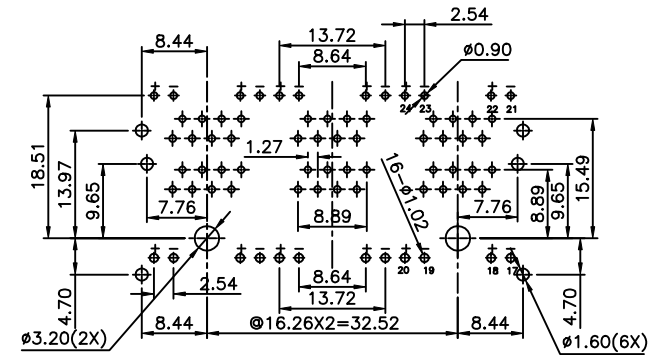 2.54
13.72
8.44
8.64
ø0.90
+ − + − + − + − + − + −
24 23 22 21
18.51
13.97
9.65
1.27
16-ø1.02
15.49
8.89
9.65
7.76
8.89
7.76
+ − + − + − + − + − + −
20 19 18 17
4.70
2.54
8.64
13.72
4.70
8.44
@16.26X2=32.52
8.44
ø3.20(2X)
ø1.60(6X)